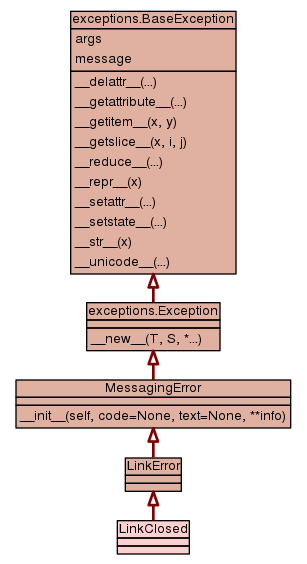 exceptions.BaseException
args
message
__delattr__(...)
__getattribute__(...)
__getitem__(x, y)
__getslice__(x, i, j)
__reduce__(...)
__repr__(x)
__setattr__(...)
__setstate__(...)
__str__(x)
__unicode__(...)
exceptions.Exception
__new__(T, S, *...)
MessagingError
__init__(self, code=None, text=None, **info)
LinkError
LinkClosed